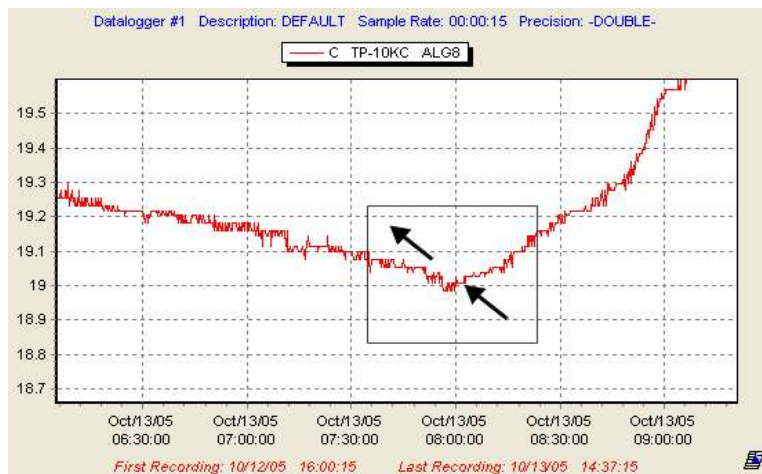 Datalogger #1 Description: DEFAULT Sample Rate: 00:00:15 Precision: -DOUBLE-
C TP-10KC ALG8
19.5
19.4
19.3
19.2
19.1
19
18.9
18.8
18.7
Oct/13/05 Oct/13/05 Oct/13/05 Oct/13/05 Oct/13/05 Oct/13/05
06:30:00 07:00:00 07:30:00 08:00:00 08:30:00 09:00:00
First Recording: 10/12/05 16:00:15 Last Recording: 10/13/05 14:37:15